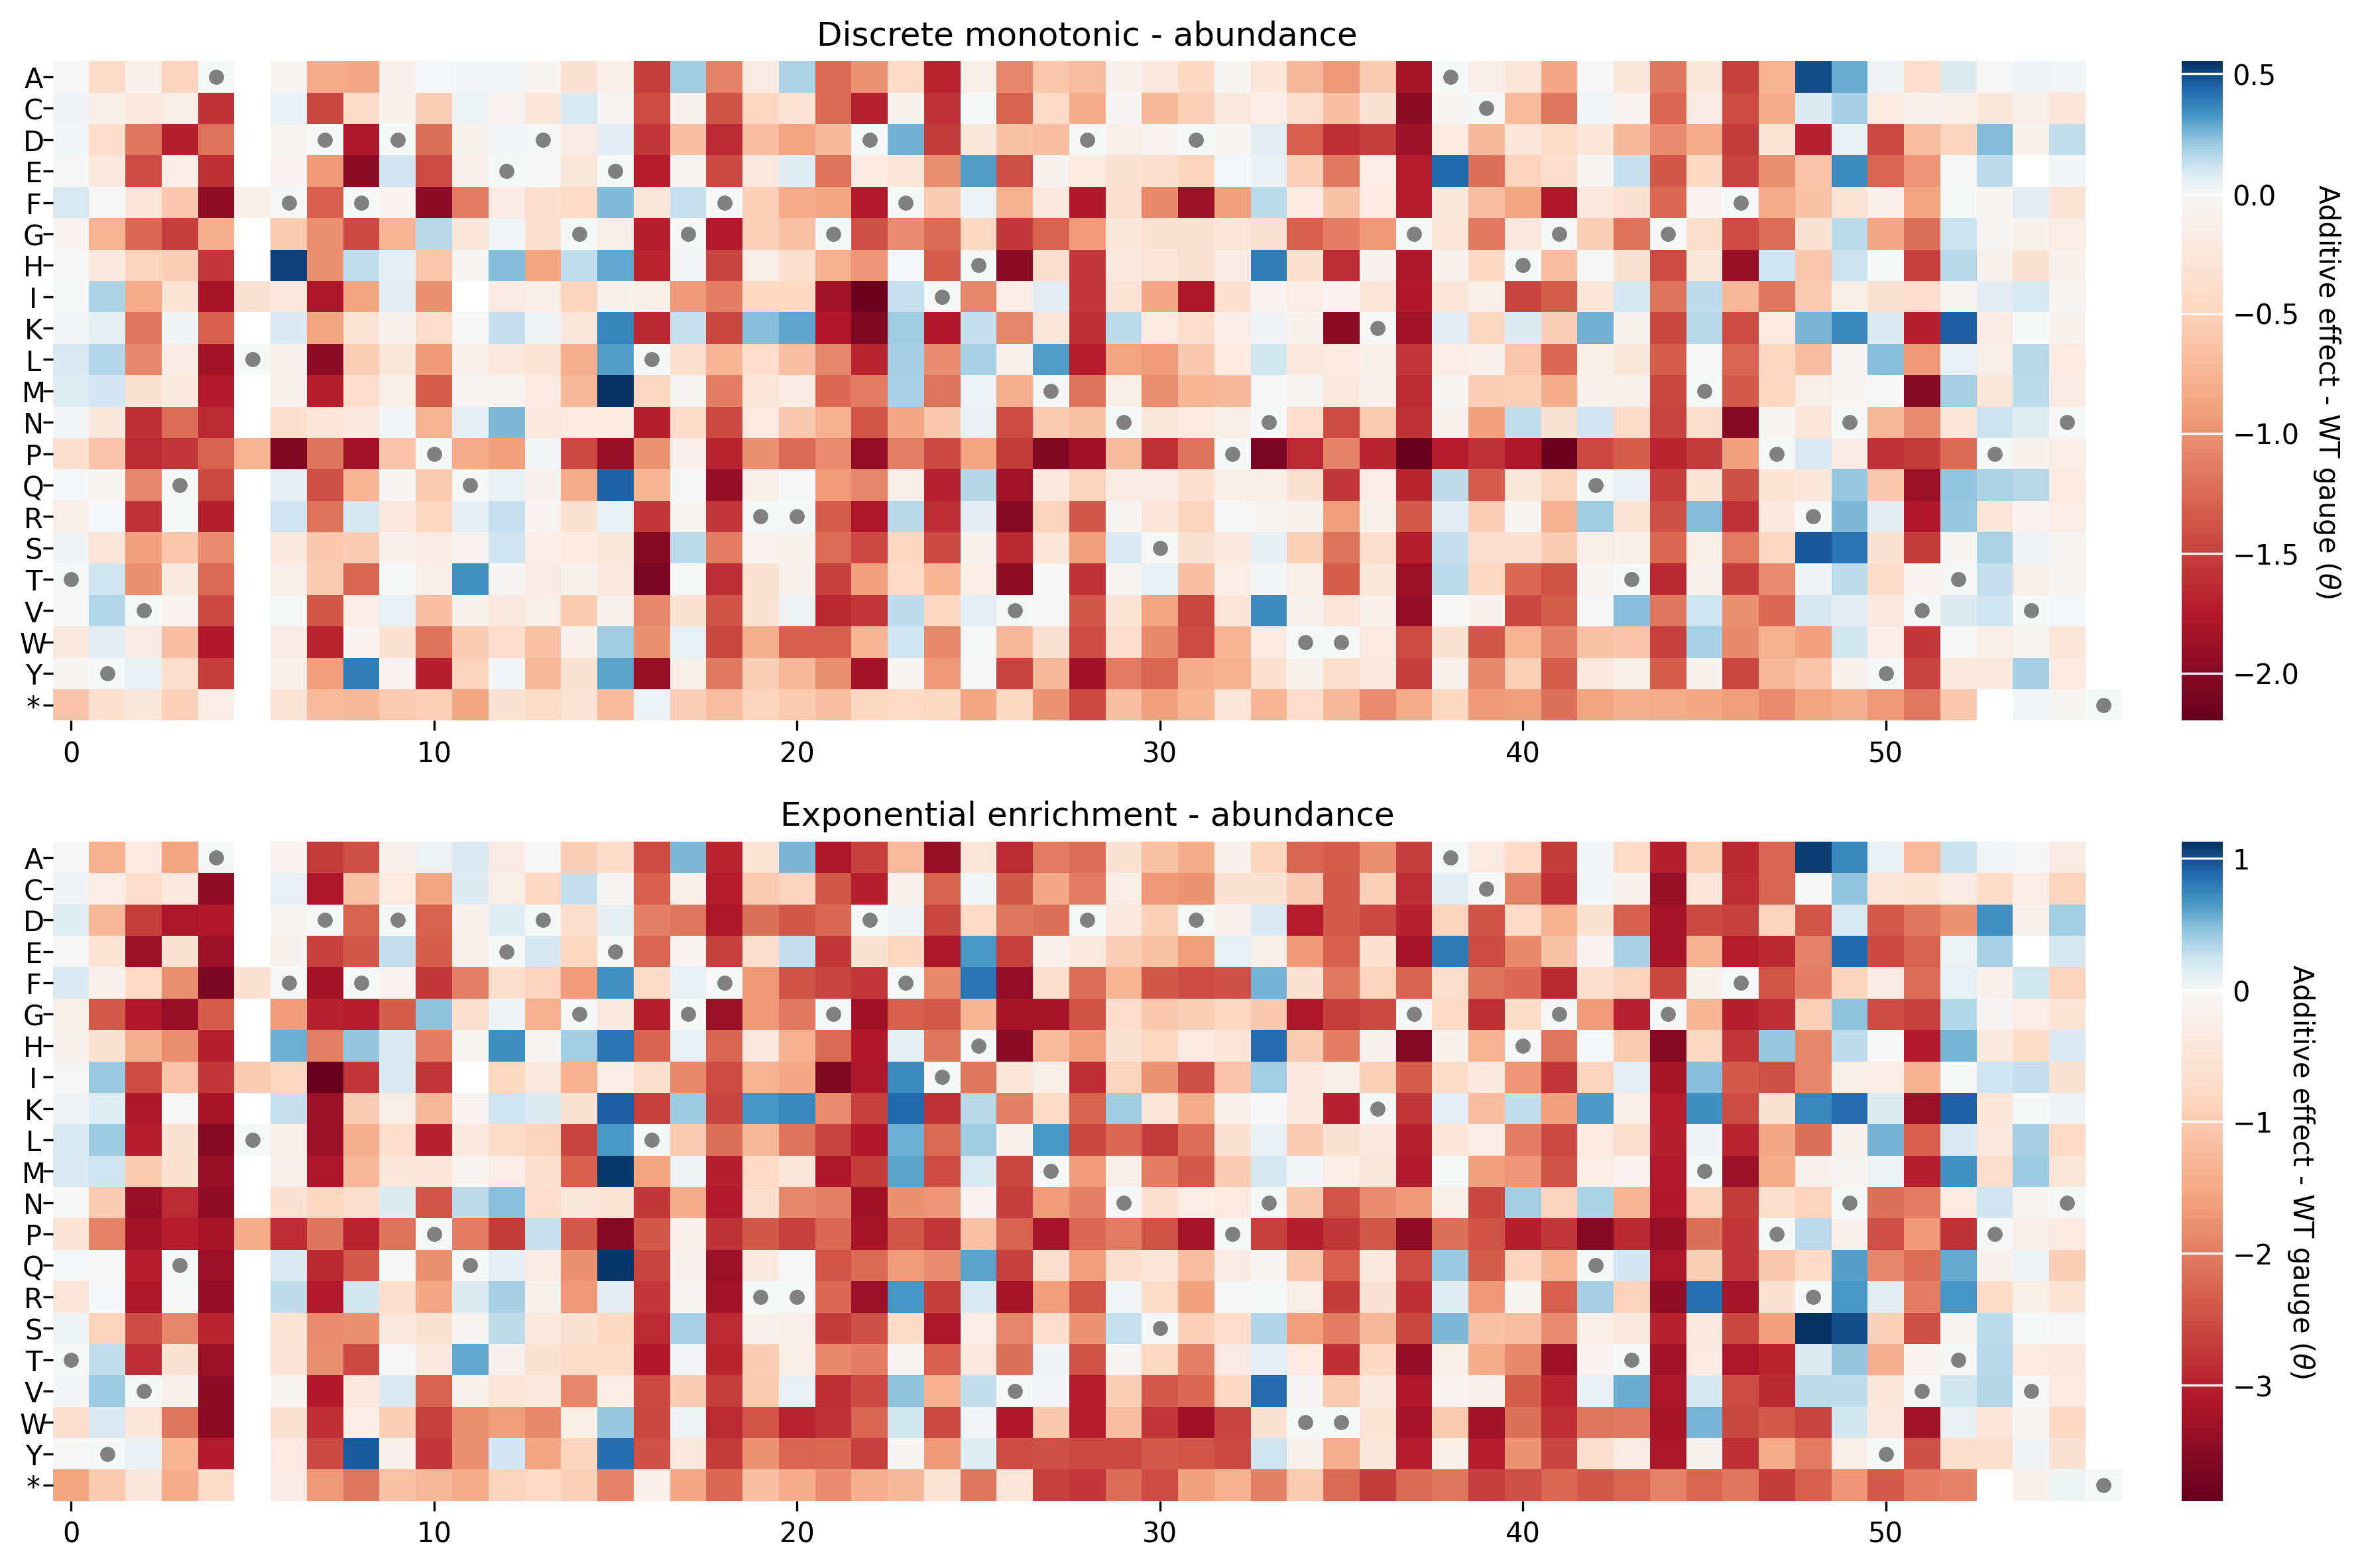 Discrete monotonic - abundance
A
C
D
E
F
G
H
I
K
L
M
N
P
Q
R
S
T
V
W
Y
*
0 10 20 30 40 50
0.5
0.0
−0.5
−1.0
−1.5
−2.0
Additive effect - WT gauge (θ)
Exponential enrichment - abundance
A
C
D
E
F
G
H
I
K
L
M
N
P
Q
R
S
T
V
W
Y
*
0 10 20 30 40 50
1
0
−1
−2
−3
Additive effect - WT gauge (θ)